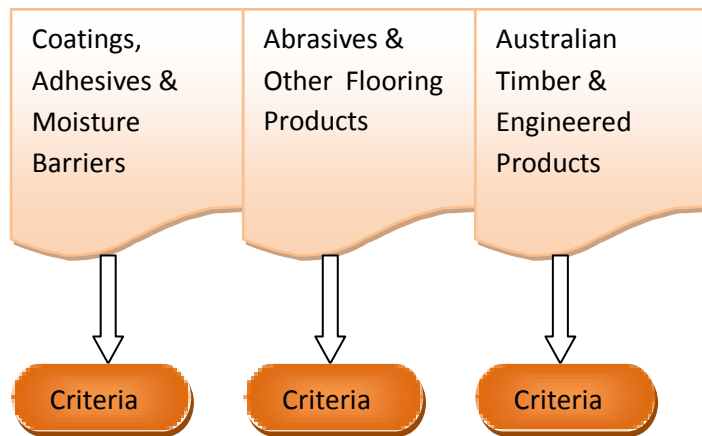 Coatings,
Adhesives &
Moisture
Barriers
Abrasives &
Other Flooring
Products
Australian
Timber &
Engineered
Products
Criteria
Criteria
Criteria